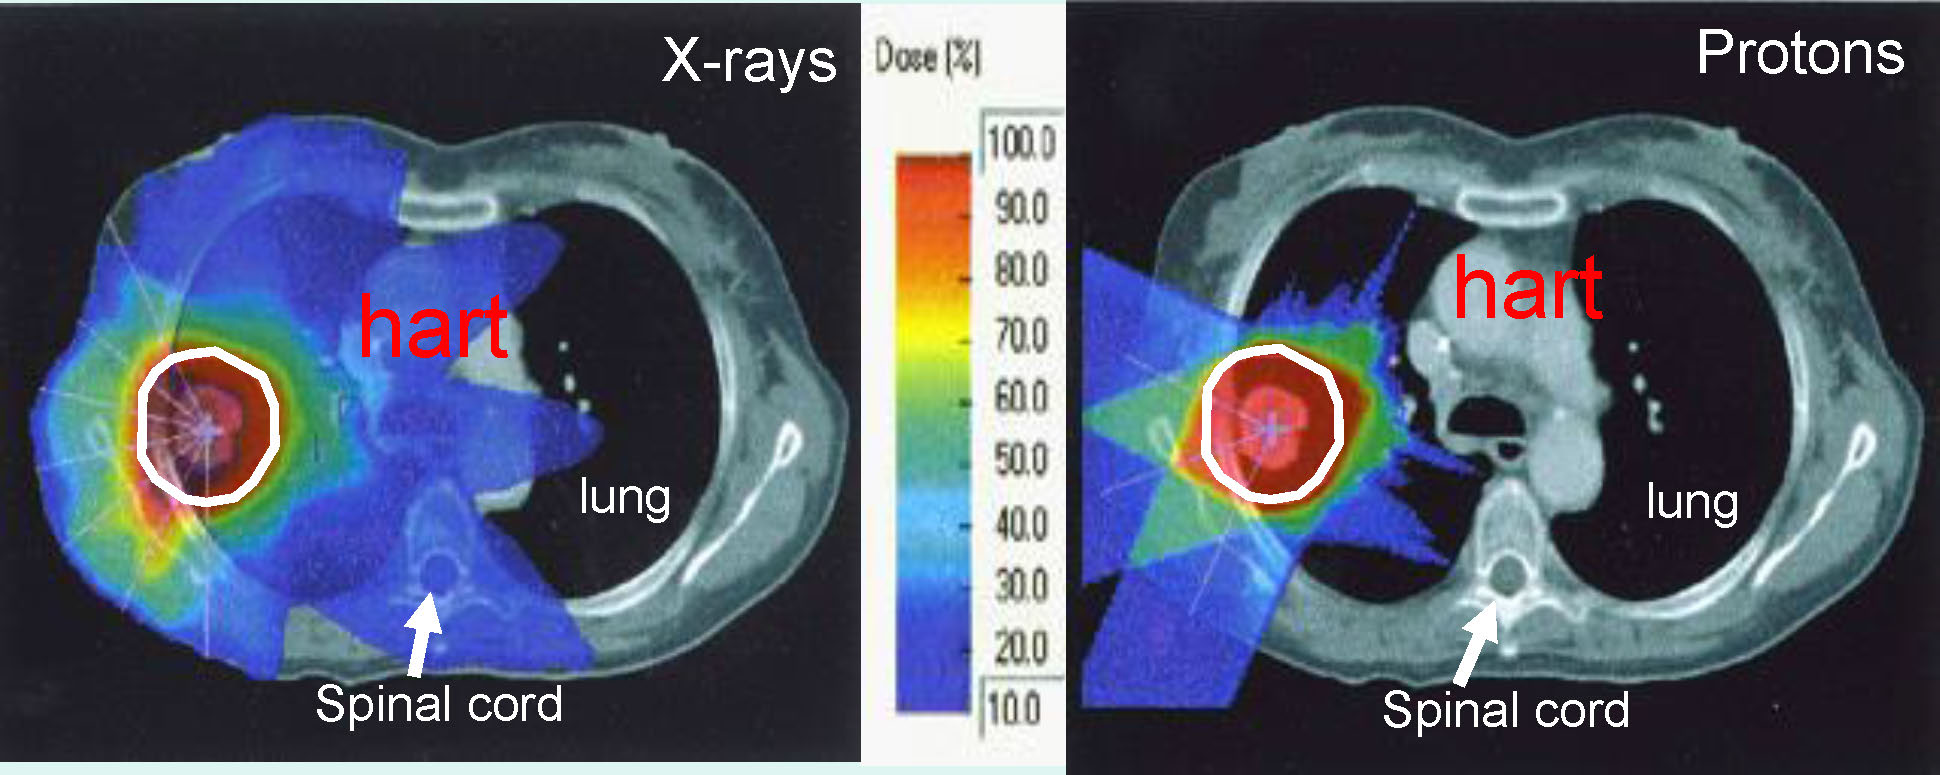 X-rays
hart
lung
Spinal cord
Dose (%)
100.0
90.0
80.0
70.0
60.0
50.0
40.0
30.0
20.0
10.0
Protons
hart
lung
Spinal cord